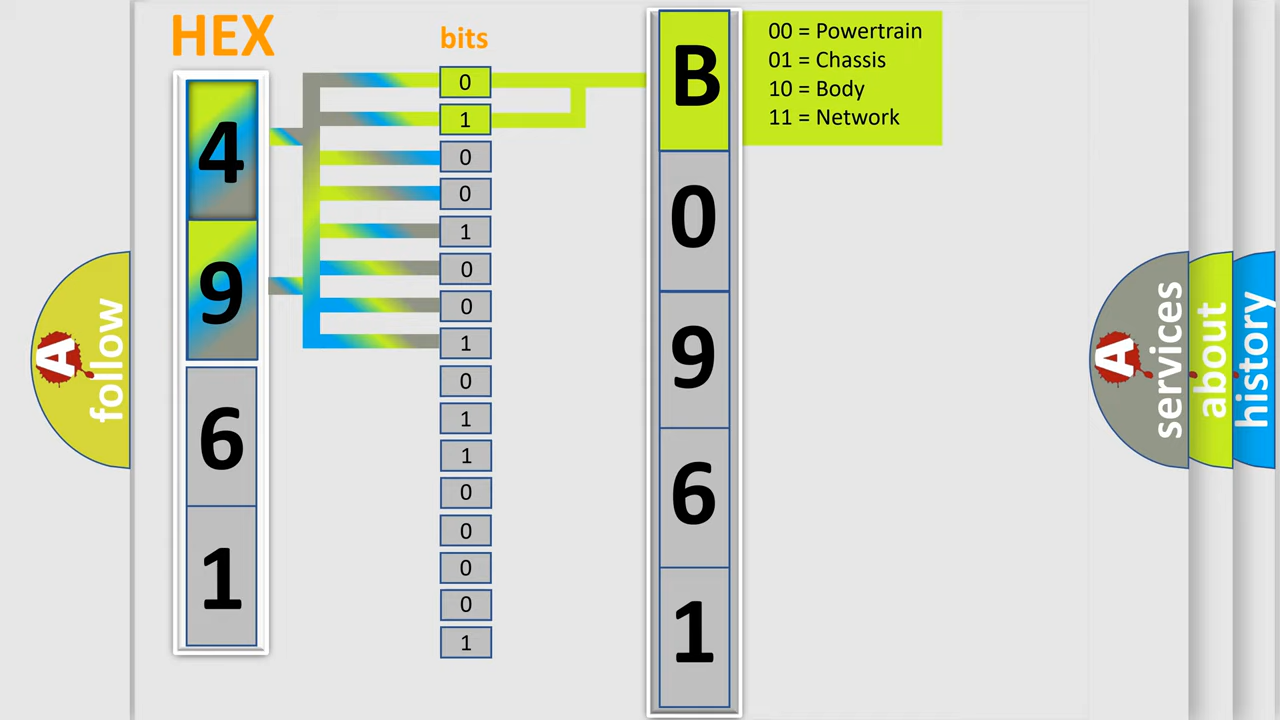 HEX
4
9
6
1
bits
0
1
0
0
1
0
0
1
0
1
1
0
0
0
0
1
B
0
9
6
1
00 = Powertrain
01 = Chassis
10 = Body
11 = Network
A
follow
A
services
about
history